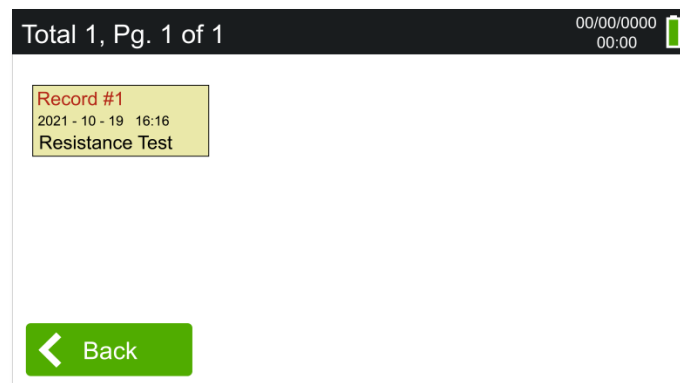 Total 1, Pg. 1 of 1
00/00/0000
00:00
Record #1
2021 - 10 - 19 16:16
Resistance Test
Back